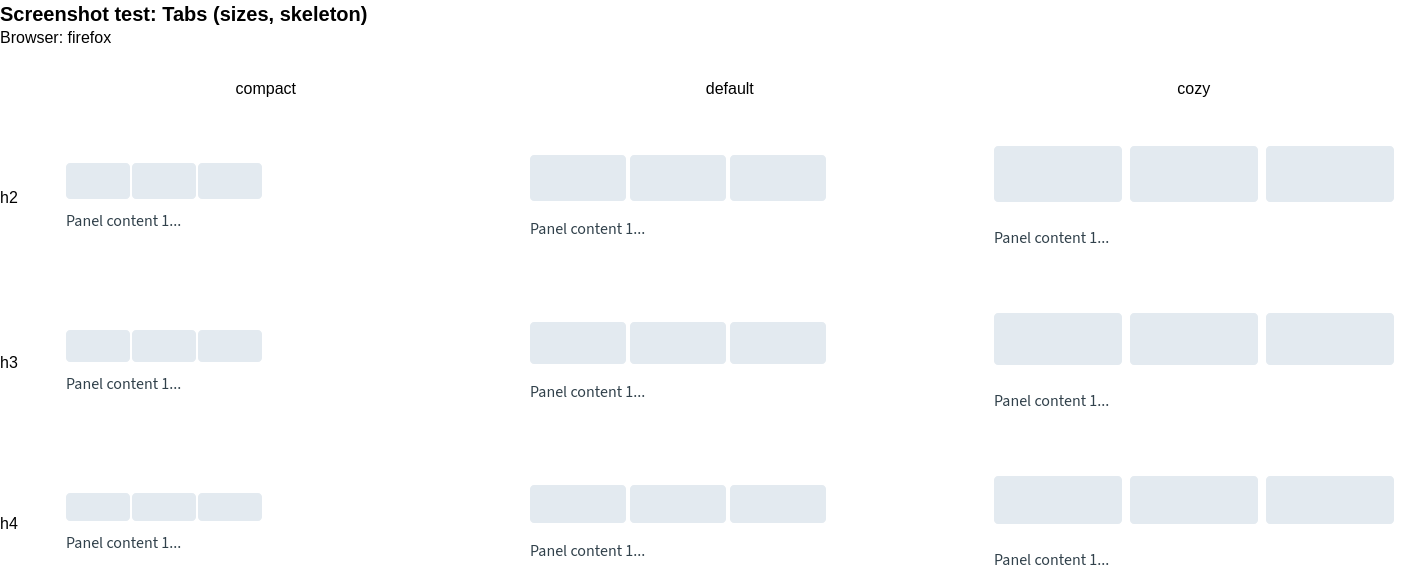 Screenshot test: Tabs (sizes, skeleton)
Browser: firefox
compact default cozy
h2
Panel content 1... Panel content 1... Panel content 1...
h3
Panel content 1... Panel content 1... Panel content 1...
h4
Panel content 1... Panel content 1... Panel content 1...